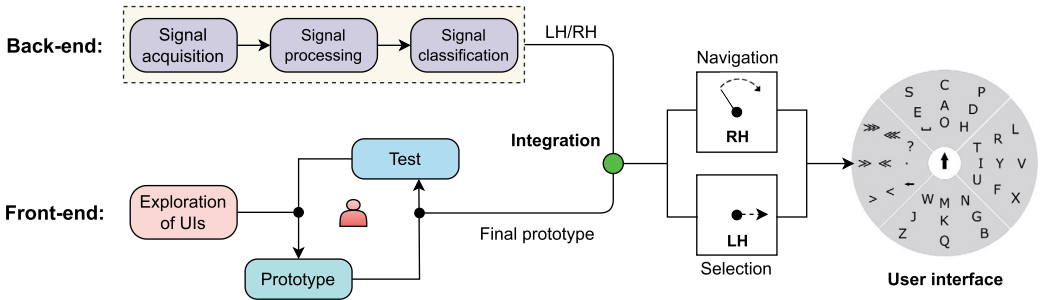 Back-end:
Signal
acquisition
Signal
processing
Signal
classification
LH/RH
Front-end:
Exploration
of UIs
Test
Prototype
Final prototype
Integration
Navigation
RH
LH
Selection
S C P
E A D
␣ O H
⋙ ⋘ ?
≫ ≪ .
> < ←
T R L
I Y V
U F X
W M N
J K G
Z Q B
User interface